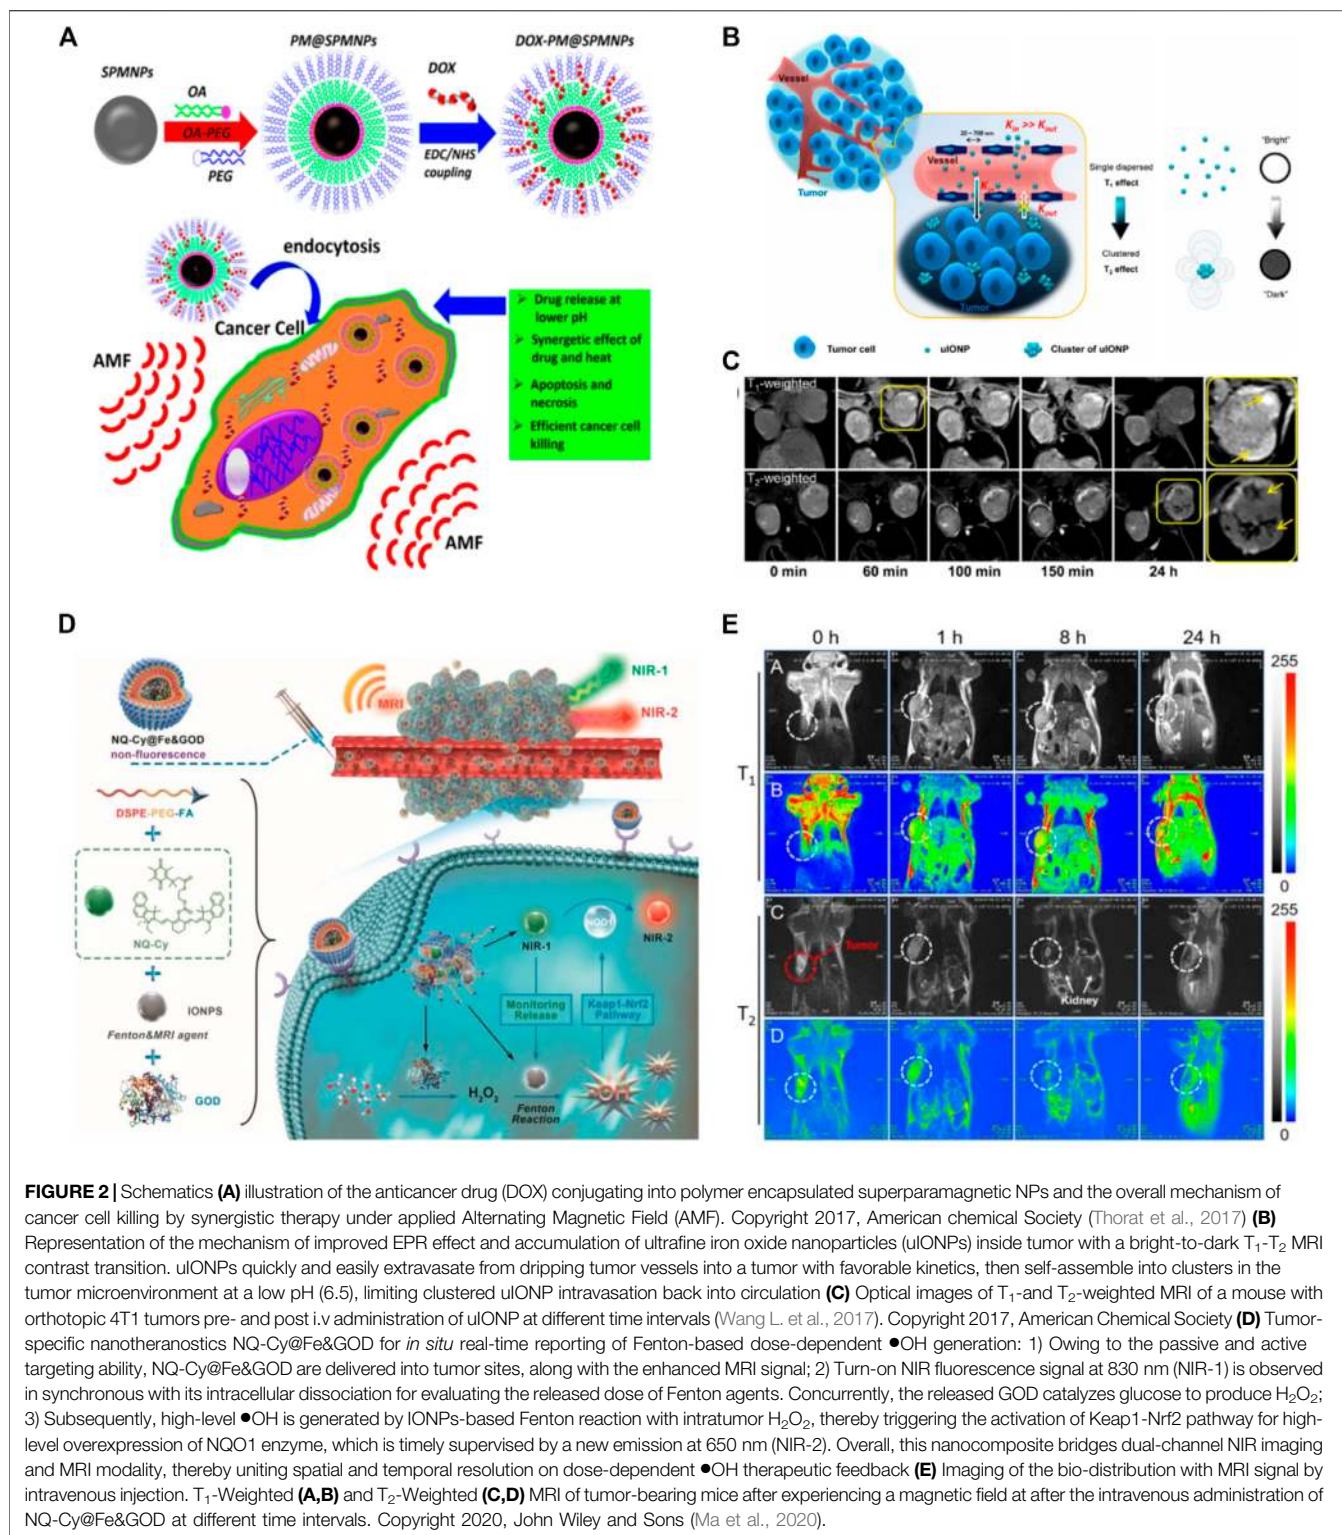 A
SPMNPs
OA
OA-PEG
PEG
PM@SPMNPs
DOX
EDC/NHS
coupling
DOX-PM@SPMNPs
endocytosis
Cancer Cell
AMF
AMF
➢ Drug release at
lower pH
➢ Synergetic effect of
drug and heat
➢ Apoptosis and
necrosis
➢ Efficient cancer cell
killing
B
Vessel
Tumor
20 – 700 nm
Kin >> Kout
Vessel
Kout
Tumor
Single dispersed
T1 effect
Clustered
T2 effect
"Bright"
"Dark"
Tumor cell
uIONP
Cluster of uIONP
C
T1-weighted
T2-weighted
0 min
60 min
100 min
150 min
24 h
D
NQ-Cy@Fe&GOD
non-fluorescence
DSPE-PEG-FA
+
NQ-Cy
+
IONPS
Fenton&MRI agent
+
GOD
MRI
NIR-1
NIR-2
NIR-1
NQO1
NIR-2
Monitoring
Release
Keap1-Nrf2
Pathway
H2O2
Fenton
Reaction
•OH
E
0 h
1 h
8 h
24 h
A
B
C
D
T1
T2
Tumor
Kidney
255
0
255
0
FIGURE 2 | Schematics (A) illustration of the anticancer drug (DOX) conjugating into polymer encapsulated superparamagnetic NPs and the overall mechanism of
cancer cell killing by synergistic therapy under applied Alternating Magnetic Field (AMF). Copyright 2017, American chemical Society (Thorat et al., 2017) (B)
Representation of the mechanism of improved EPR effect and accumulation of ultrafine iron oxide nanoparticles (uIONPs) inside tumor with a bright-to-dark T1-T2 MRI
contrast transition. uIONPs quickly and easily extravasate from dripping tumor vessels into a tumor with favorable kinetics, then self-assemble into clusters in the
tumor microenvironment at a low pH (6.5), limiting clustered uIONP intravasation back into circulation (C) Optical images of T1-and T2-weighted MRI of a mouse with
orthotopic 4T1 tumors pre- and post i.v administration of uIONP at different time intervals (Wang L. et al., 2017). Copyright 2017, American Chemical Society (D) Tumor-
specific nanotheranostics NQ-Cy@Fe&GOD for in situ real-time reporting of Fenton-based dose-dependent ●OH generation: 1) Owing to the passive and active
targeting ability, NQ-Cy@Fe&GOD are delivered into tumor sites, along with the enhanced MRI signal; 2) Turn-on NIR fluorescence signal at 830 nm (NIR-1) is observed
in synchronous with its intracellular dissociation for evaluating the released dose of Fenton agents. Concurrently, the released GOD catalyzes glucose to produce H2O2;
3) Subsequently, high-level ●OH is generated by IONPs-based Fenton reaction with intratumor H2O2, thereby triggering the activation of Keap1-Nrf2 pathway for high-
level overexpression of NQO1 enzyme, which is timely supervised by a new emission at 650 nm (NIR-2). Overall, this nanocomposite bridges dual-channel NIR imaging
and MRI modality, thereby uniting spatial and temporal resolution on dose-dependent ●OH therapeutic feedback (E) Imaging of the bio-distribution with MRI signal by
intravenous injection. T1-Weighted (A,B) and T2-Weighted (C,D) MRI of tumor-bearing mice after experiencing a magnetic field at after the intravenous administration of
NQ-Cy@Fe&GOD at different time intervals. Copyright 2020, John Wiley and Sons (Ma et al., 2020).